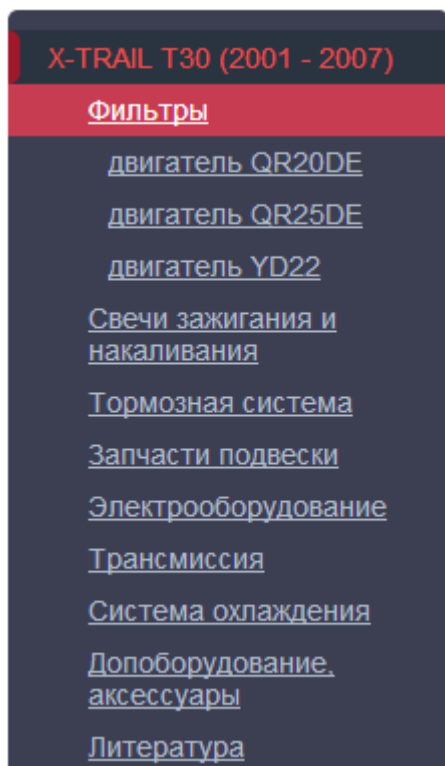 X-TRAIL T30 (2001 - 2007)
Фильтры
двигатель QR20DE
двигатель QR25DE
двигатель YD22
Свечи зажигания и
накаливания
Тормозная система
Запчасти подвески
Электрооборудование
Трансмиссия
Система охлаждения
Допоборудование,
аксессуары
Литература